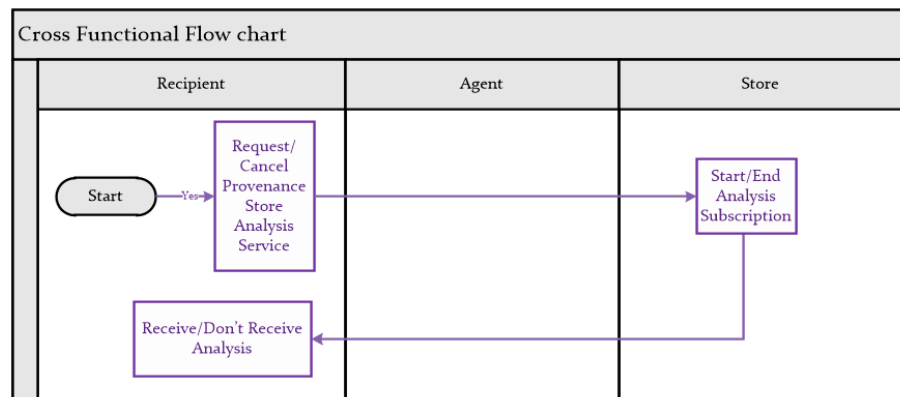 Cross Functional Flow chart
Recipient
Agent
Store
Start
Yes
Request/
Cancel
Provenance
Store
Analysis
Service
Start/End
Analysis
Subscription
Receive/Don't Receive
Analysis